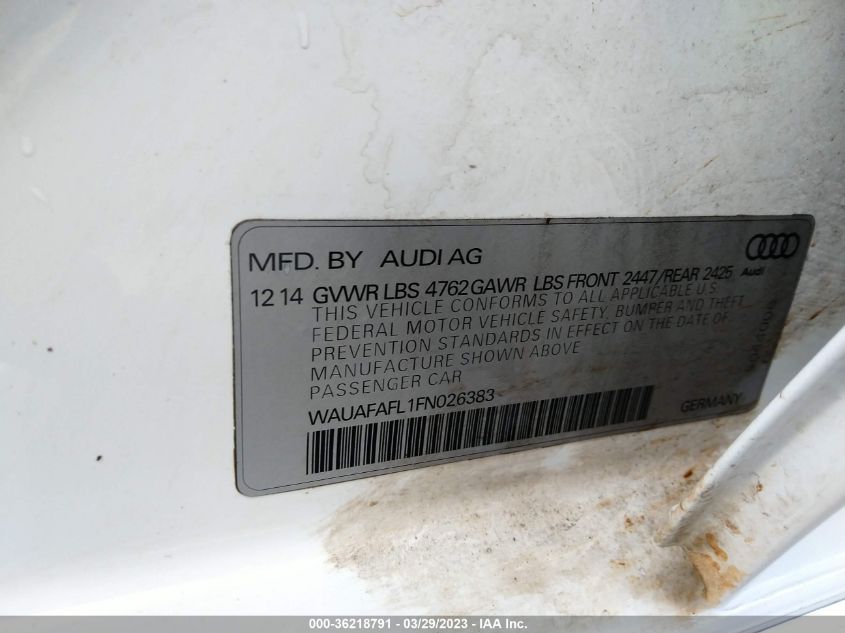 MFD. BY AUDI AG
Audi
12 14 GVWR LBS 4762 GAWR LBS FRONT 2447/REAR 2425
THIS VEHICLE CONFORMS TO ALL APPLICABLE U.S.
FEDERAL MOTOR VEHICLE SAFETY, BUMPER AND THEFT
PREVENTION STANDARDS IN EFFECT ON THE DATE OF
MANUFACTURE SHOWN ABOVE
PASSENGER CAR
WAUAFAFL1FN026383
GERMANY
000-36218791 - 03/29/2023 - IAA Inc.